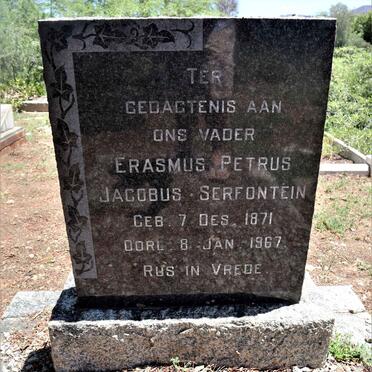 TER
GEDAGTENIS AAN
ONS VADER
ERASMUS PETRUS
JACOBUS SERFONTEIN
GEB. 7 DES. 1871
OORL. 8 JAN. 1967
RUS IN VREDE.